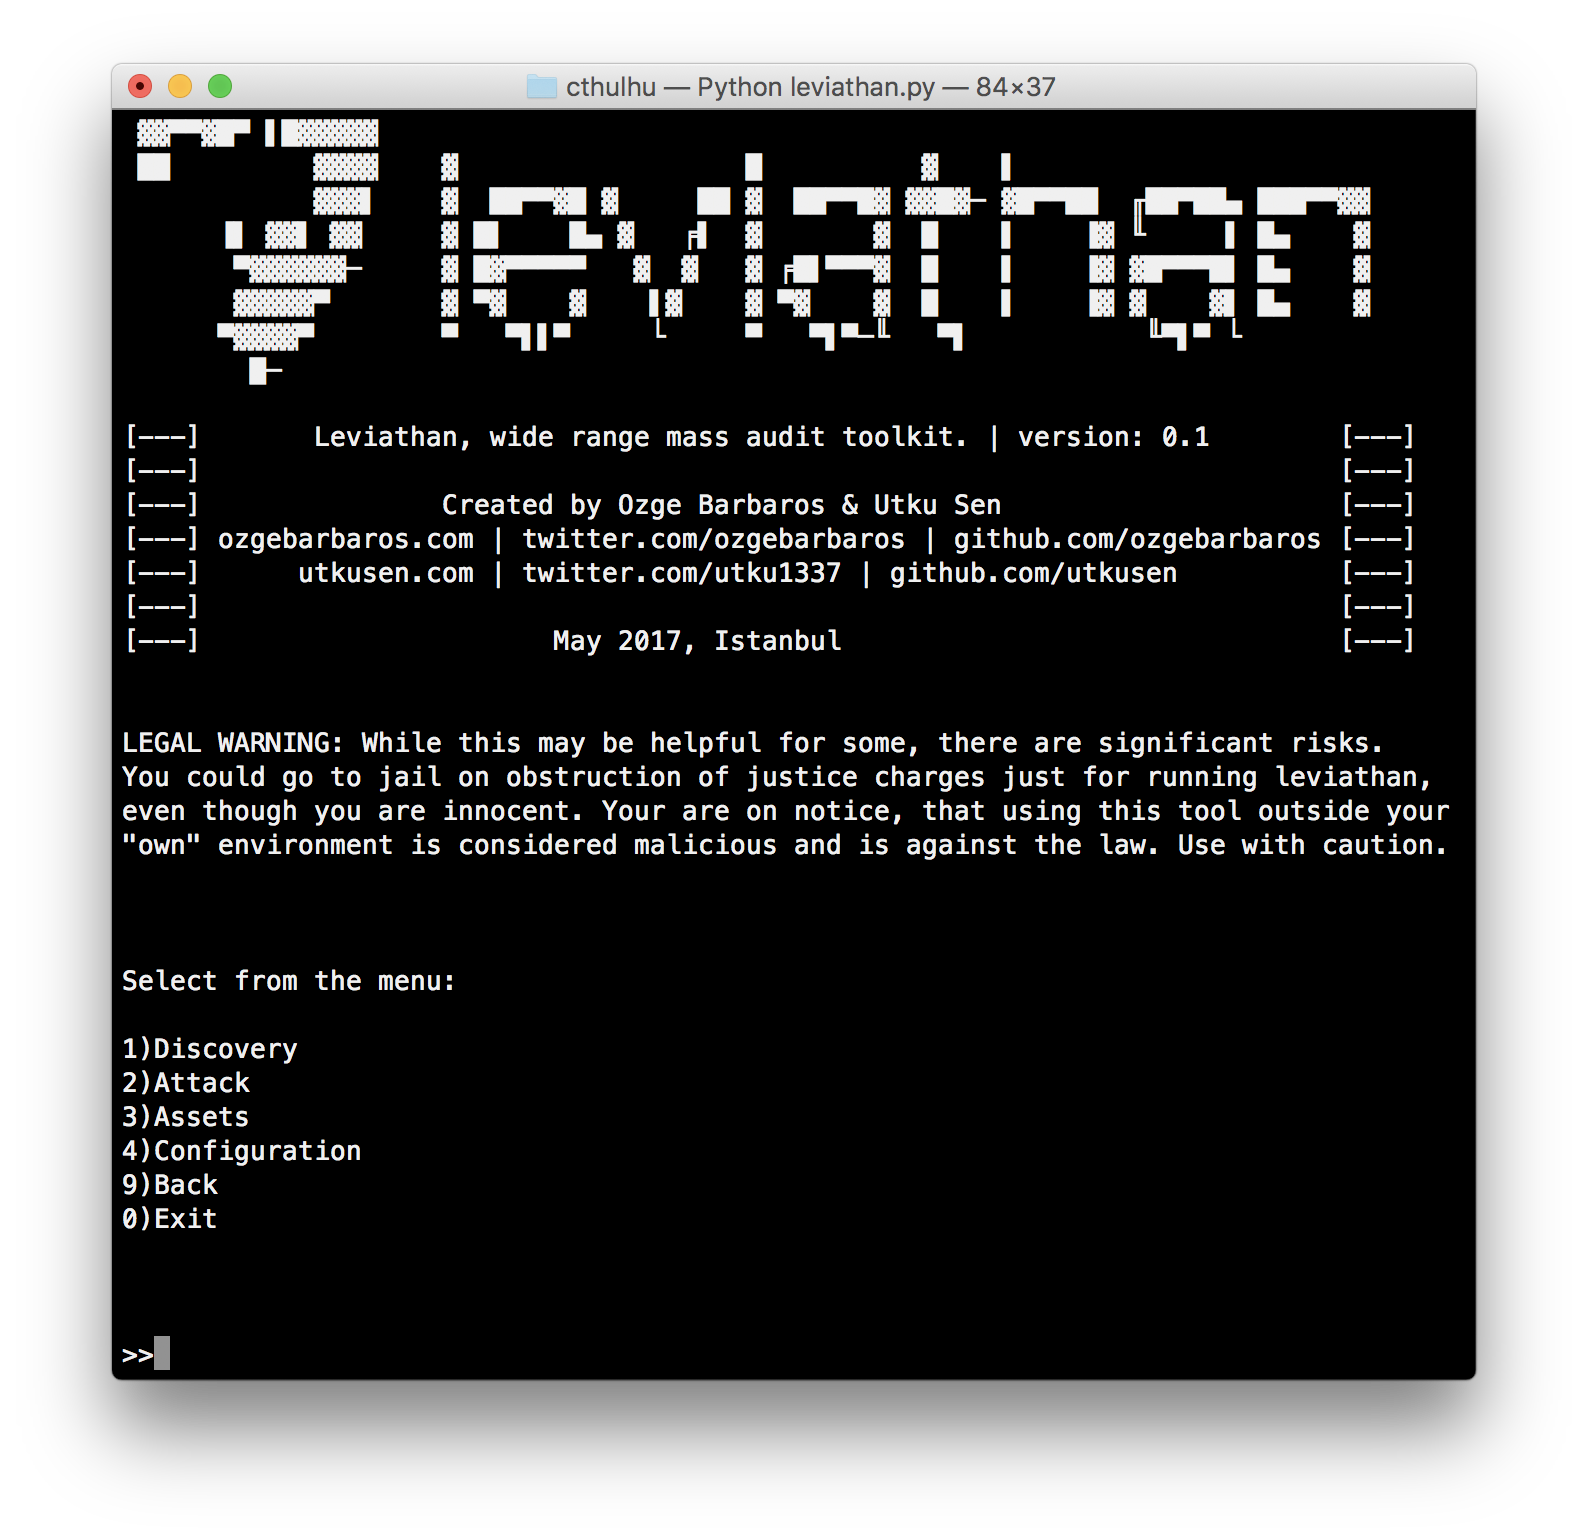 cthulhu — Python leviathan.py — 84×37
leviathan
[---] Leviathan, wide range mass audit toolkit. | version: 0.1 [---]
[---] [---]
[---] Created by Ozge Barbaros & Utku Sen [---]
[---] ozgebarbaros.com | twitter.com/ozgebarbaros | github.com/ozgebarbaros [---]
[---] utkusen.com | twitter.com/utku1337 | github.com/utkusen [---]
[---] [---]
[---] May 2017, Istanbul [---]
LEGAL WARNING: While this may be helpful for some, there are significant risks.
You could go to jail on obstruction of justice charges just for running leviathan,
even though you are innocent. Your are on notice, that using this tool outside your
"own" environment is considered malicious and is against the law. Use with caution.
Select from the menu:
1)Discovery
2)Attack
3)Assets
4)Configuration
9)Back
0)Exit
>>